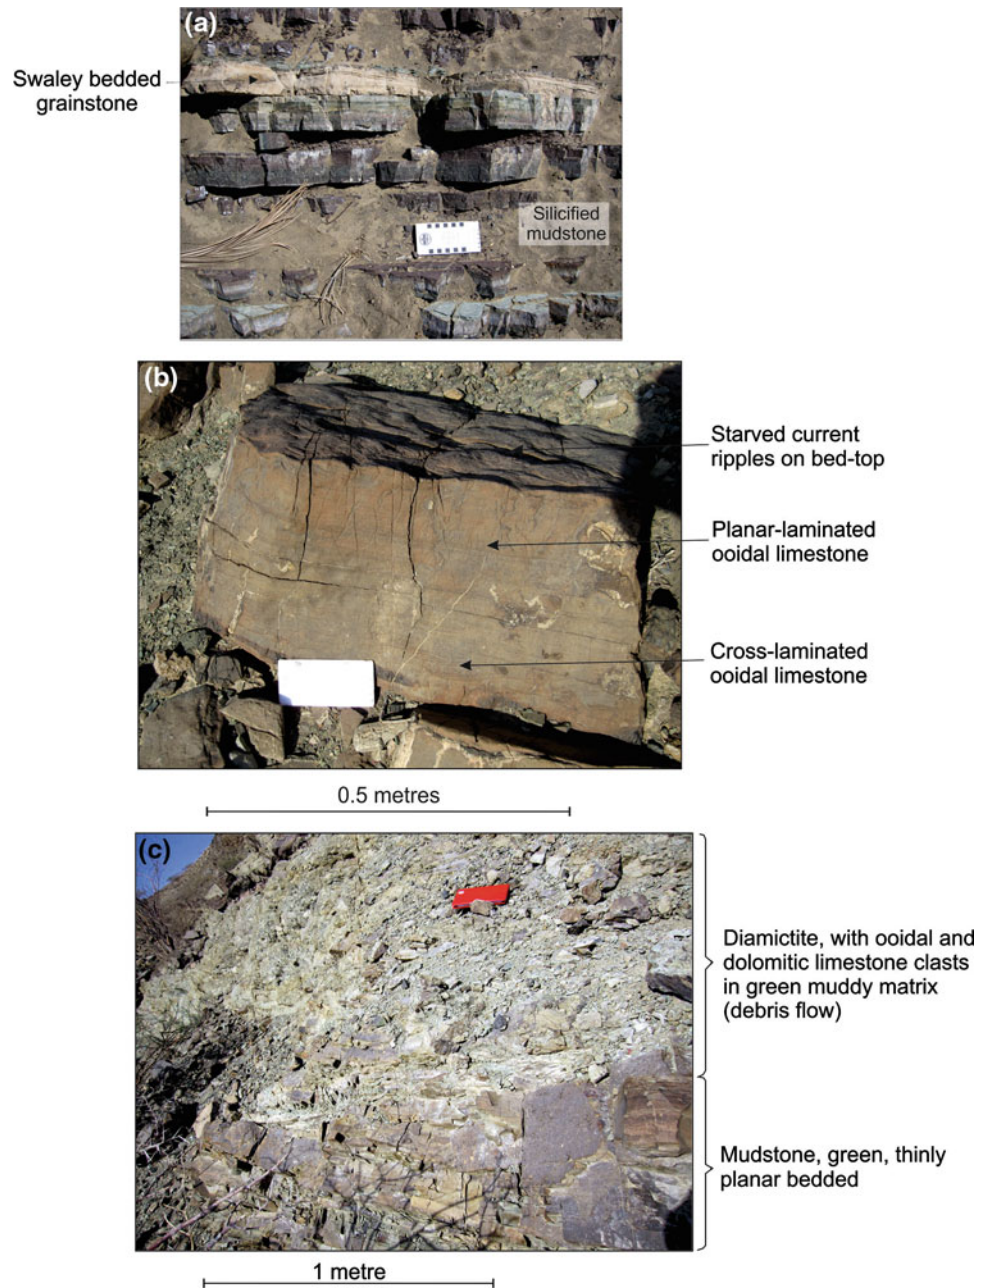 (a)
Swaley bedded
grainstone
Silicified
mudstone
(b)
Starved current
ripples on bed-top
Planar-laminated
ooidal limestone
Cross-laminated
ooidal limestone
0.5 metres
(c)
Diamictite, with ooidal and
dolomitic limestone clasts
in green muddy matrix
(debris flow)
Mudstone, green, thinly
planar bedded
1 metre